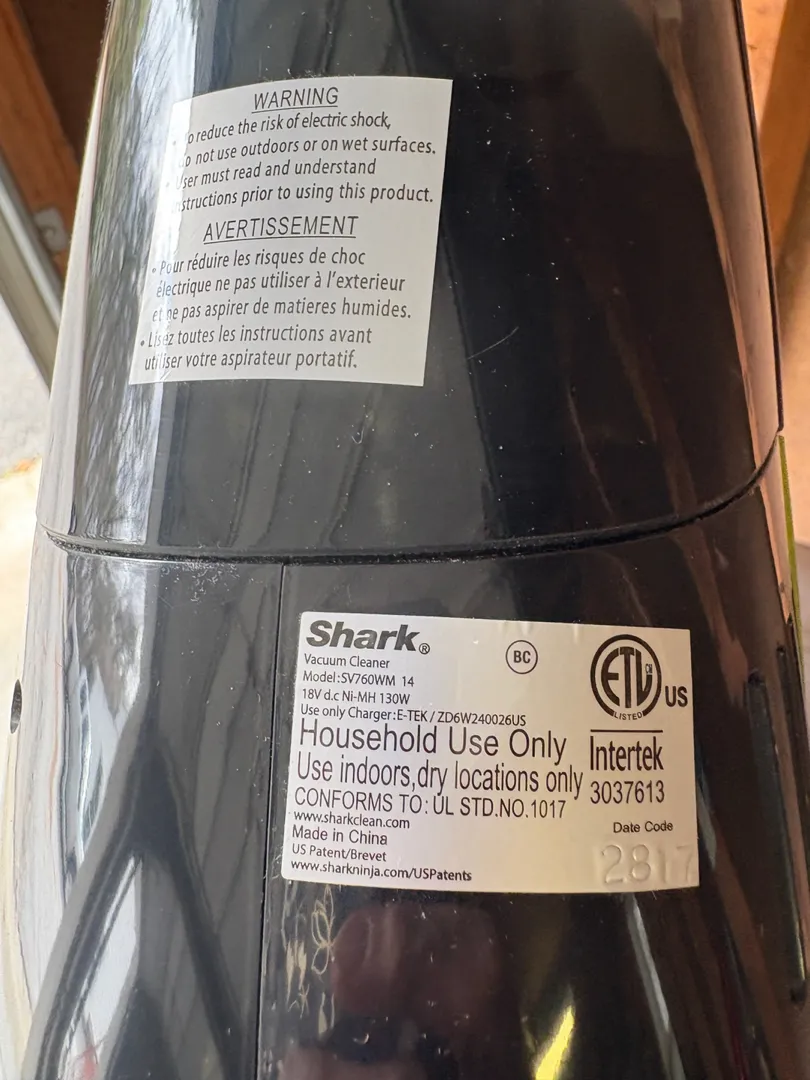 WARNING
• To reduce the risk of electric shock,
do not use outdoors or on wet surfaces.
• User must read and understand
instructions prior to using this product.
AVERTISSEMENT
• Pour réduire les risques de choc
électrique ne pas utiliser à l'exterieur
et ne pas aspirer de matieres humides.
• Lisez toutes les instructions avant
utiliser votre aspirateur portatif.
Shark®
Vacuum Cleaner
Model:SV760WM 14
18V d.c Ni-MH 130W
Use only Charger:E-TEK / ZD6W240026US
Household Use Only
Use indoors,dry locations only
CONFORMS TO: UL STD.NO.1017
www.sharkclean.com
Made in China
US Patent/Brevet
www.sharkninja.com/USPatents
BC
ETL CM US
LISTED
Intertek
3037613
Date Code
2817